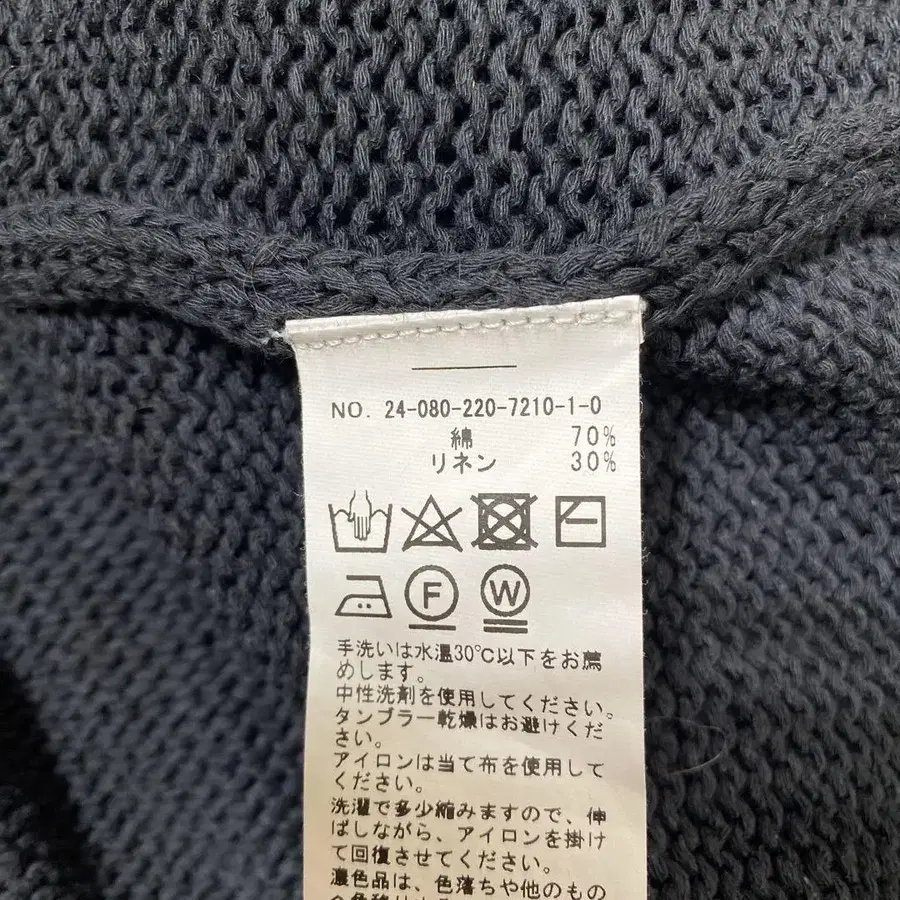 NO. 24-080-220-7210-1-0
綿 70%
リネン 30%
F W
手洗いは水温30℃以下をお薦
めします。
中性洗剤を使用してください。
タンブラー乾燥はお避けくだ
さい。
アイロンは当て布を使用して
ください。
洗濯で多少縮みますので、伸
ばしながら、アイロンを掛け
て回復させてください。
濃色品は、色落ちや他のもの